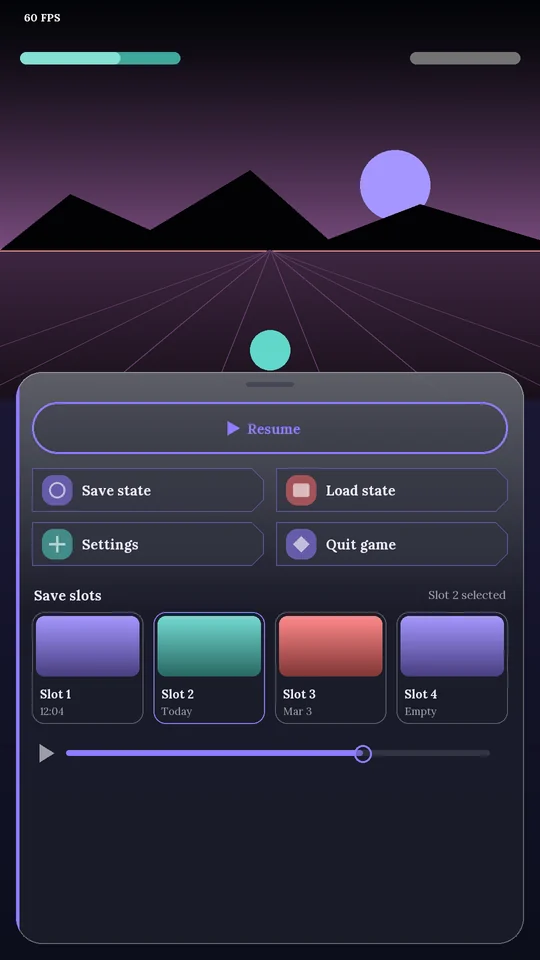 60 FPS
Resume
Save state
Load state
Settings
Quit game
Save slots
Slot 2 selected
Slot 1
12:04
Slot 2
Today
Slot 3
Mar 3
Slot 4
Empty